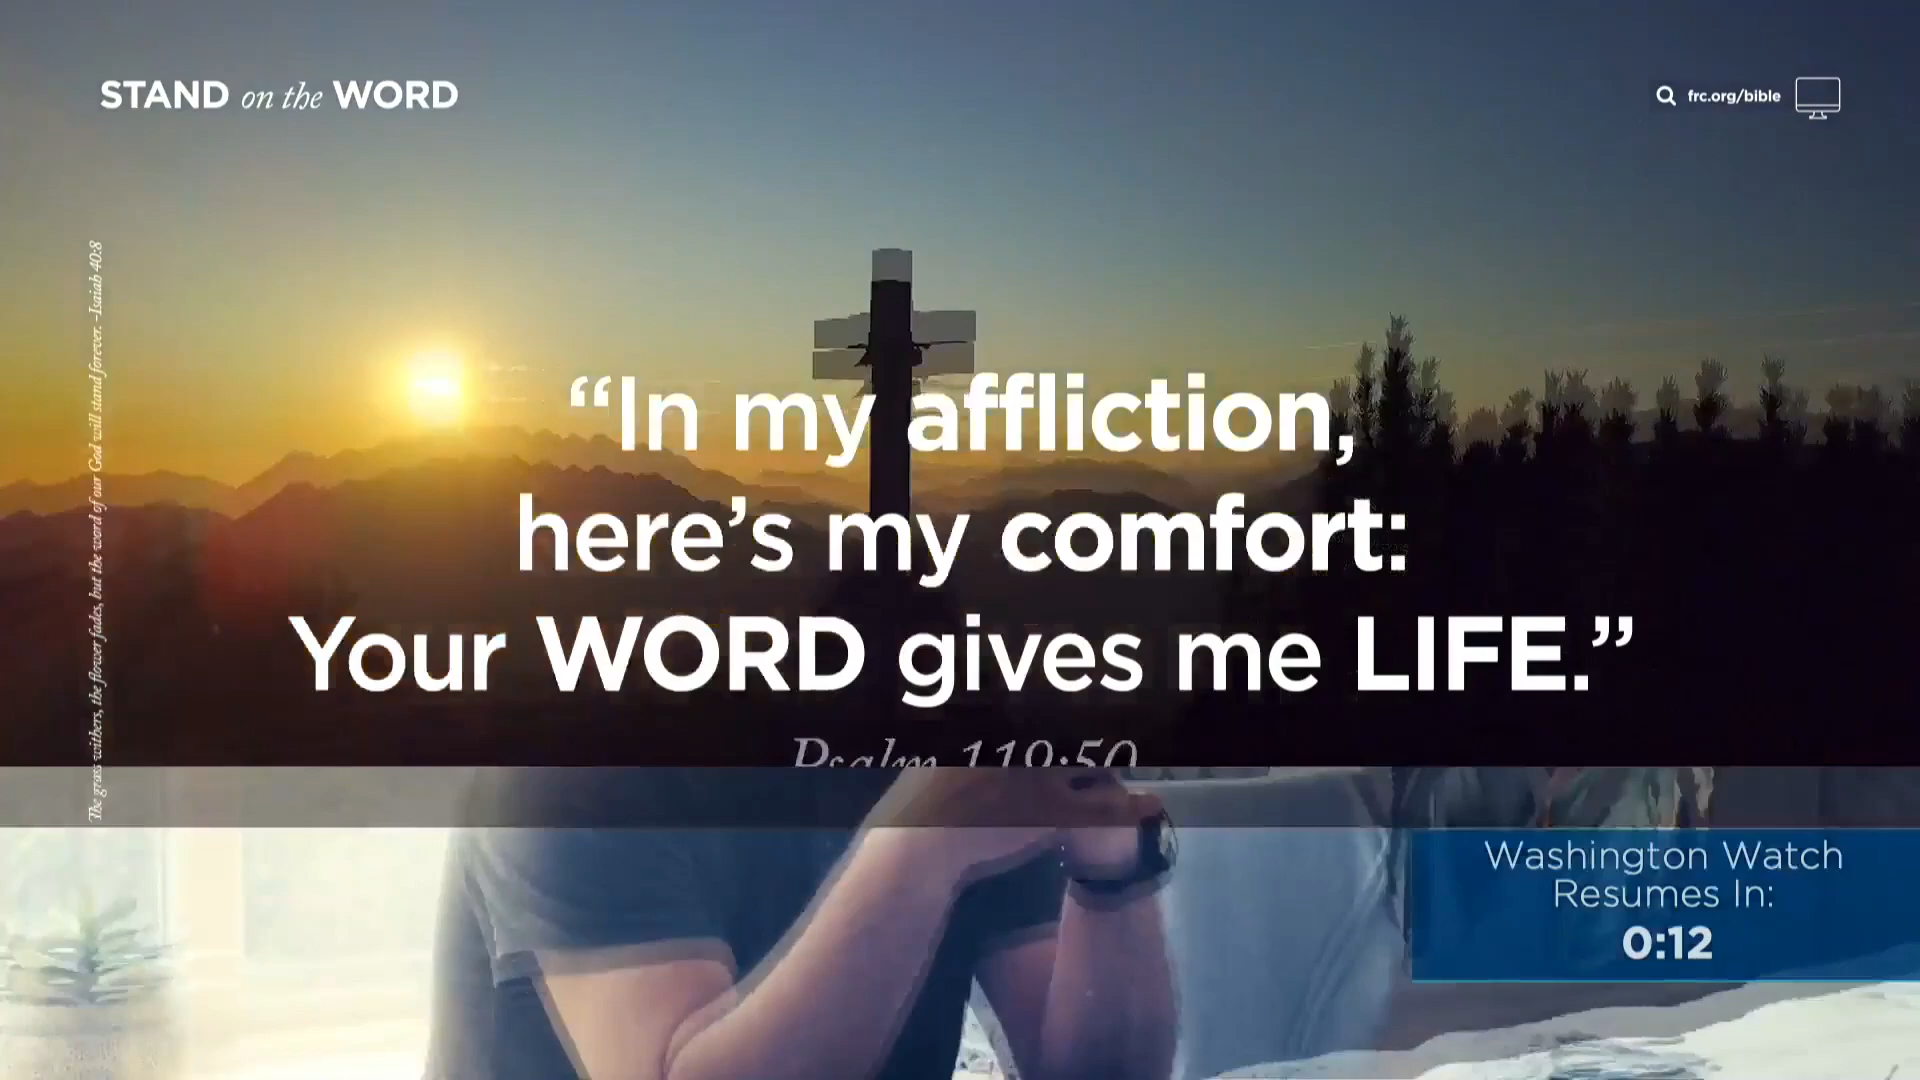 STAND on the WORD
frc.org/bible
The grass withers, the flower fades, but the word of our God will stand forever. –Isaiah 40:8
“In my affliction,
here’s my comfort:
Your WORD gives me LIFE.”
Psalm 119:50
Washington Watch
Resumes In:
0:12